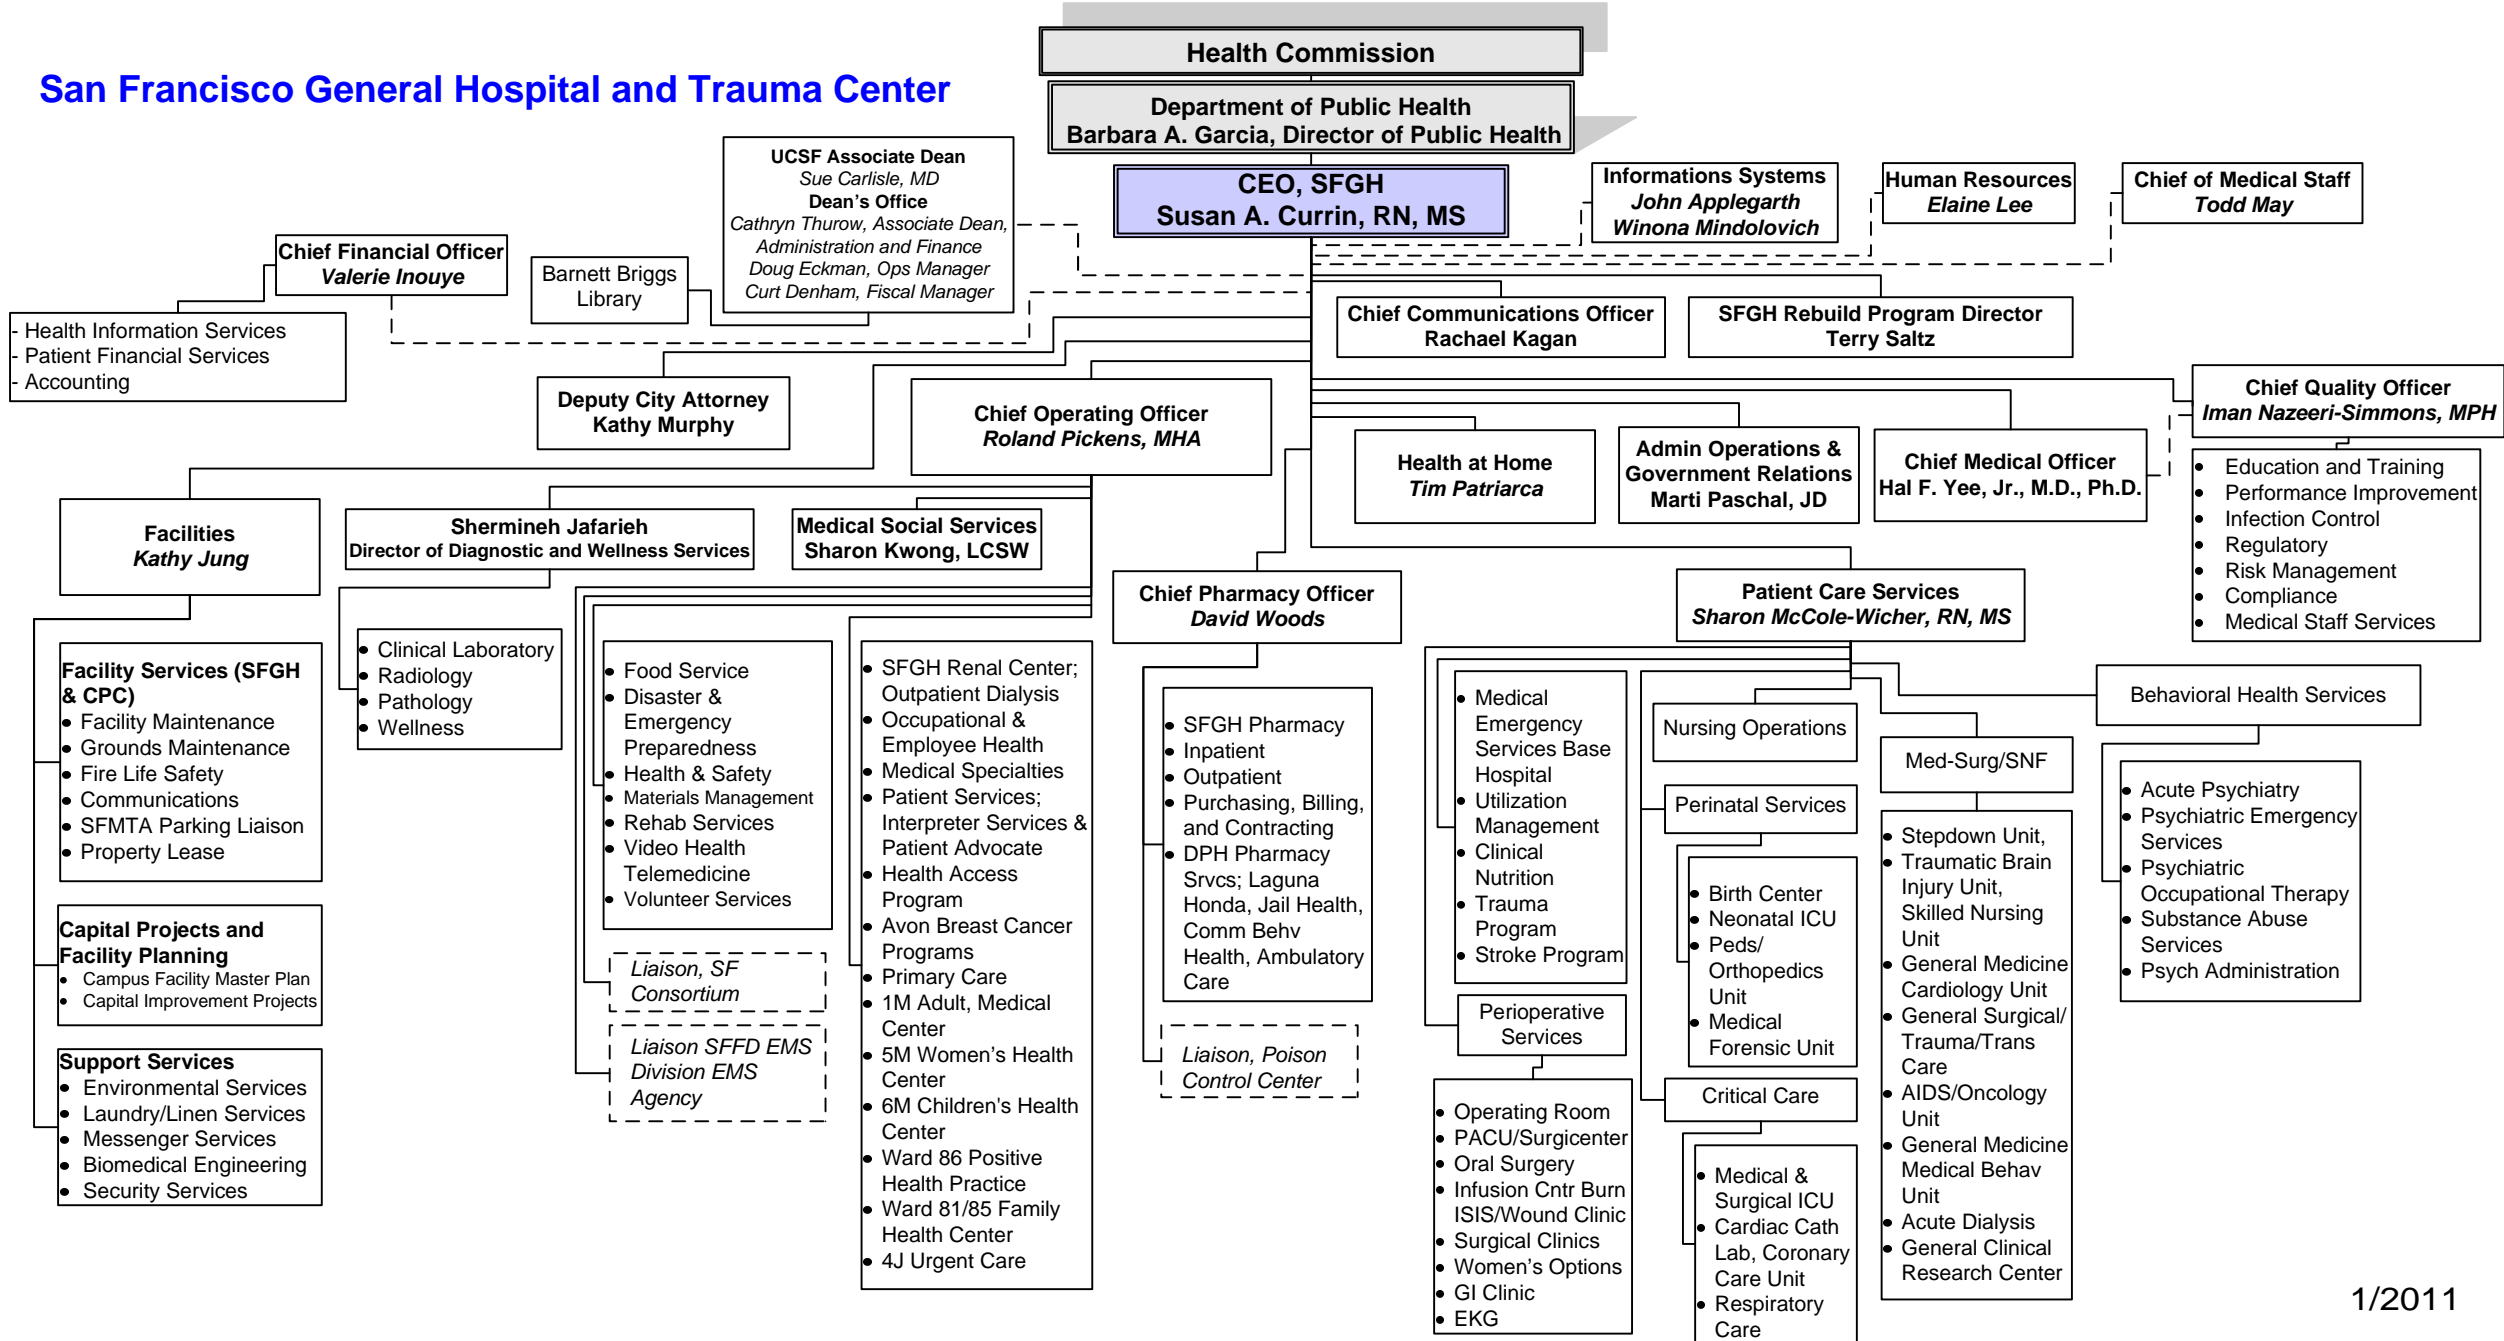 San Francisco General Hospital and Trauma Center
Health Commission
Department of Public Health
Barbara A. Garcia, Director of Public Health
CEO, SFGH
Susan A. Currin, RN, MS
UCSF Associate Dean
Sue Carlisle, MD
Dean’s Office
Cathryn Thurow, Associate Dean,
Administration and Finance
Doug Eckman, Ops Manager
Curt Denham, Fiscal Manager
Informations Systems
John Applegarth
Winona Mindolovich
Human Resources
Elaine Lee
Chief of Medical Staff
Todd May
Chief Financial Officer
Valerie Inouye
Barnett Briggs
Library
- Health Information Services
- Patient Financial Services
- Accounting
Chief Communications Officer
Rachael Kagan
SFGH Rebuild Program Director
Terry Saltz
Deputy City Attorney
Kathy Murphy
Chief Operating Officer
Roland Pickens, MHA
Health at Home
Tim Patriarca
Admin Operations &
Government Relations
Marti Paschal, JD
Chief Medical Officer
Hal F. Yee, Jr., M.D., Ph.D.
Chief Quality Officer
Iman Nazeeri-Simmons, MPH
• Education and Training
• Performance Improvement
• Infection Control
• Regulatory
• Risk Management
• Compliance
• Medical Staff Services
Facilities
Kathy Jung
Shermineh Jafarieh
Director of Diagnostic and Wellness Services
Medical Social Services
Sharon Kwong, LCSW
Chief Pharmacy Officer
David Woods
Patient Care Services
Sharon McCole-Wicher, RN, MS
Facility Services (SFGH
& CPC)
• Facility Maintenance
• Grounds Maintenance
• Fire Life Safety
• Communications
• SFMTA Parking Liaison
• Property Lease
Capital Projects and
Facility Planning
• Campus Facility Master Plan
• Capital Improvement Projects
Support Services
• Environmental Services
• Laundry/Linen Services
• Messenger Services
• Biomedical Engineering
• Security Services
• Clinical Laboratory
• Radiology
• Pathology
• Wellness
• Food Service
• Disaster &
Emergency
Preparedness
• Health & Safety
• Materials Management
• Rehab Services
• Video Health
Telemedicine
• Volunteer Services
Liaison, SF
Consortium
Liaison SFFD EMS
Division EMS
Agency
• SFGH Renal Center;
Outpatient Dialysis
• Occupational &
Employee Health
• Medical Specialties
• Patient Services;
Interpreter Services &
Patient Advocate
• Health Access
Program
• Avon Breast Cancer
Programs
• Primary Care
• 1M Adult, Medical
Center
• 5M Women’s Health
Center
• 6M Children's Health
Center
• Ward 86 Positive
Health Practice
• Ward 81/85 Family
Health Center
• 4J Urgent Care
• SFGH Pharmacy
• Inpatient
• Outpatient
• Purchasing, Billing,
and Contracting
• DPH Pharmacy
Srvcs; Laguna
Honda, Jail Health,
Comm Behv
Health, Ambulatory
Care
Liaison, Poison
Control Center
• Medical
Emergency
Services Base
Hospital
• Utilization
Management
• Clinical
Nutrition
• Trauma
Program
• Stroke Program
Perioperative
Services
• Operating Room
• PACU/Surgicenter
• Oral Surgery
• Infusion Cntr Burn
ISIS/Wound Clinic
• Surgical Clinics
• Women’s Options
• GI Clinic
• EKG
Nursing Operations
Perinatal Services
• Birth Center
• Neonatal ICU
• Peds/
Orthopedics
Unit
• Medical
Forensic Unit
Critical Care
• Medical &
Surgical ICU
• Cardiac Cath
Lab, Coronary
Care Unit
• Respiratory
Care
Med-Surg/SNF
• Stepdown Unit,
• Traumatic Brain
Injury Unit,
Skilled Nursing
Unit
• General Medicine
Cardiology Unit
• General Surgical/
Trauma/Trans
Care
• AIDS/Oncology
Unit
• General Medicine
Medical Behav
Unit
• Acute Dialysis
• General Clinical
Research Center
Behavioral Health Services
• Acute Psychiatry
• Psychiatric Emergency
Services
• Psychiatric
Occupational Therapy
• Substance Abuse
Services
• Psych Administration
1/2011